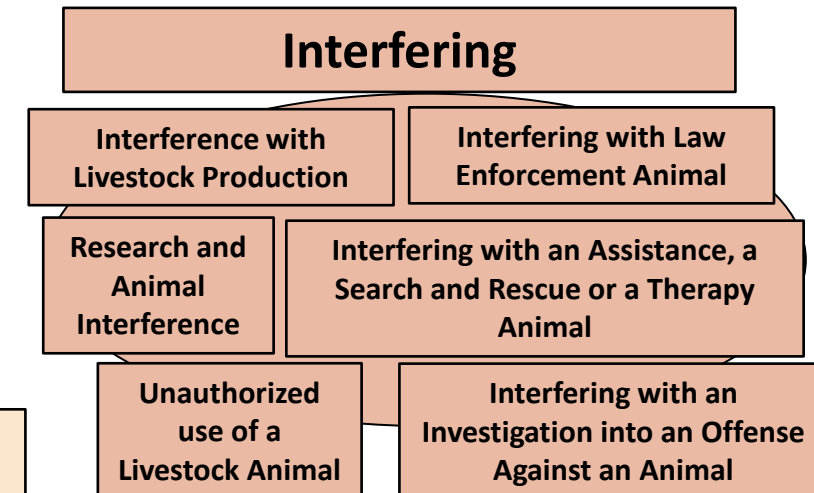 Interfering
Interference with
Livestock Production
Interfering with Law
Enforcement Animal
Research and
Animal
Interference
Interfering with an Assistance, a
Search and Rescue or a Therapy
Animal
Unauthorized
use of a
Livestock Animal
Interfering with an
Investigation into an Offense
Against an Animal